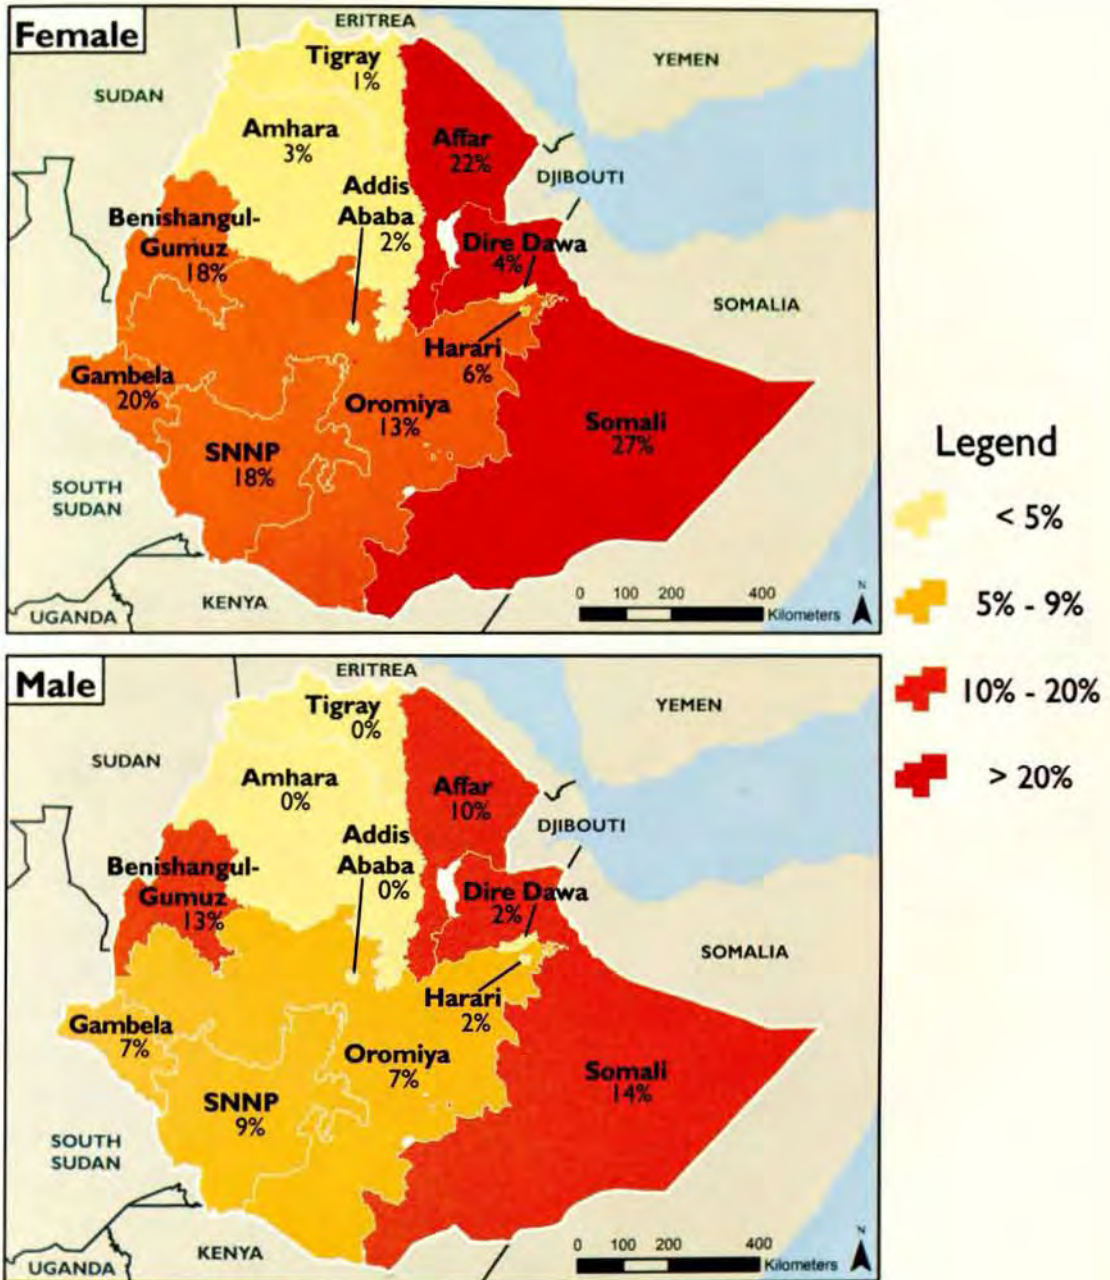 Female
ERITREA
YEMEN
SUDAN
Tigray
1%
Amhara
3%
Affar
22%
DJIBOUTI
Addis
Ababa
2%
Benishangul-
Gumuz
18%
Dire Dawa
4%
SOMALIA
Harari
6%
Gambela
20%
Oromiya
13%
Somali
27%
SNNP
18%
SOUTH
SUDAN
UGANDA
KENYA
0 100 200 400
Kilometers
N
Legend
< 5%
5% - 9%
10% - 20%
> 20%
Male
ERITREA
YEMEN
SUDAN
Tigray
0%
Amhara
0%
Affar
10%
DJIBOUTI
Addis
Ababa
0%
Benishangul-
Gumuz
13%
Dire Dawa
2%
SOMALIA
Harari
2%
Gambela
7%
Oromiya
7%
Somali
14%
SNNP
9%
SOUTH
SUDAN
UGANDA
KENYA
0 100 200 400
Kilometers
N